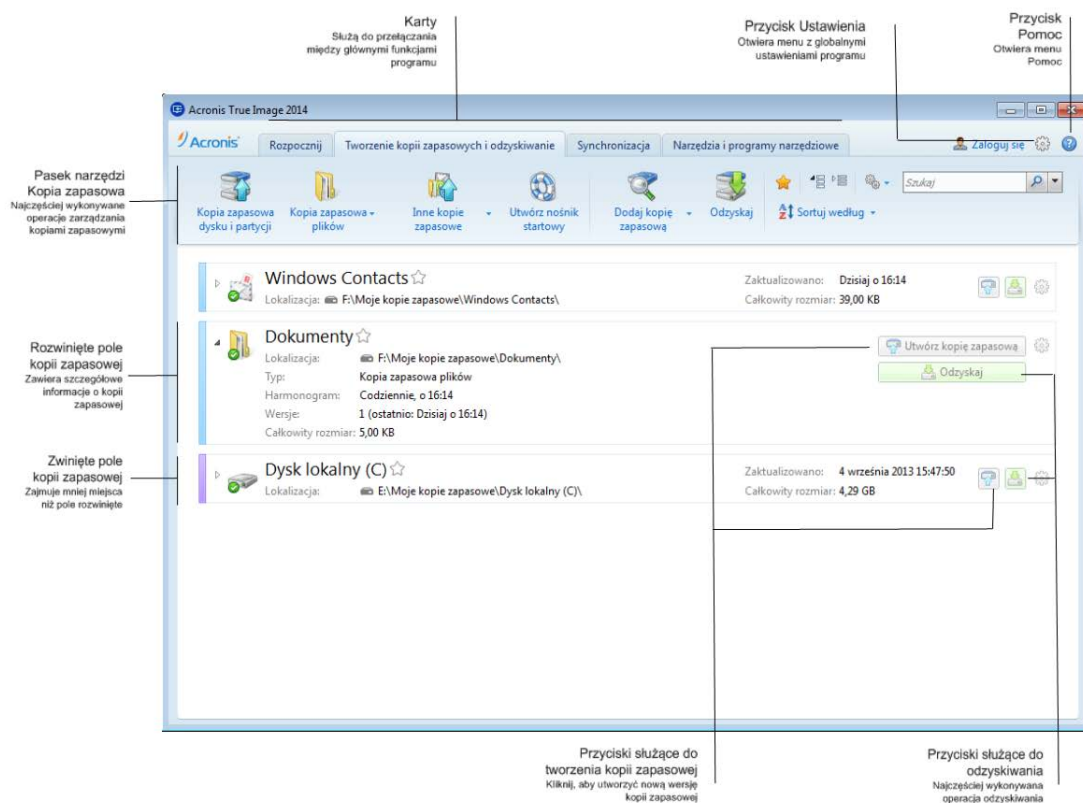 Karty
Służą do przełączania
między głównymi funkcjami
programu
Przycisk Ustawienia
Otwiera menu z globalnymi
ustawieniami programu
Przycisk
Pomoc
Otwiera menu
Pomoc
Acronis True Image 2014
Acronis
Rozpocznij
Tworzenie kopii zapasowych i odzyskiwanie
Synchronizacja
Narzędzia i programy narzędziowe
Zaloguj się
Pasek narzędzi
Kopia zapasowa
Najczęściej wykonywane
operacje zarządzania
kopiami zapasowymi
Kopia zapasowa
dysku i partycji
Kopia zapasowa
plików
Inne kopie
zapasowe
Utwórz nośnik
startowy
Dodaj kopię
zapasową
Odzyskaj
Szukaj
Sortuj według
Windows Contacts
Lokalizacja: F:\Moje kopie zapasowe\Windows Contacts\
Zaktualizowano: Dzisiaj o 16:14
Całkowity rozmiar: 39,00 KB
Rozwinięte pole
kopii zapasowej
Zawiera szczegółowe
informacje o kopii
zapasowej
Dokumenty
Lokalizacja: F:\Moje kopie zapasowe\Dokumenty\
Typ: Kopia zapasowa plików
Harmonogram: Codziennie, o 16:14
Wersje: 1 (ostatnio: Dzisiaj o 16:14)
Całkowity rozmiar: 5,00 KB
Utwórz kopię zapasową
Odzyskaj
Zwinięte pole
kopii zapasowej
Zajmuje mniej miejsca
niż pole rozwinięte
Dysk lokalny (C)
Lokalizacja: E:\Moje kopie zapasowe\Dysk lokalny (C)\
Zaktualizowano: 4 września 2013 15:47:50
Całkowity rozmiar: 4,29 GB
Przyciski służące do
tworzenia kopii zapasowej
Kliknij, aby utworzyć nową wersję
kopii zapasowej
Przyciski służące do
odzyskiwania
Najczęściej wykonywana
operacja odzyskiwania